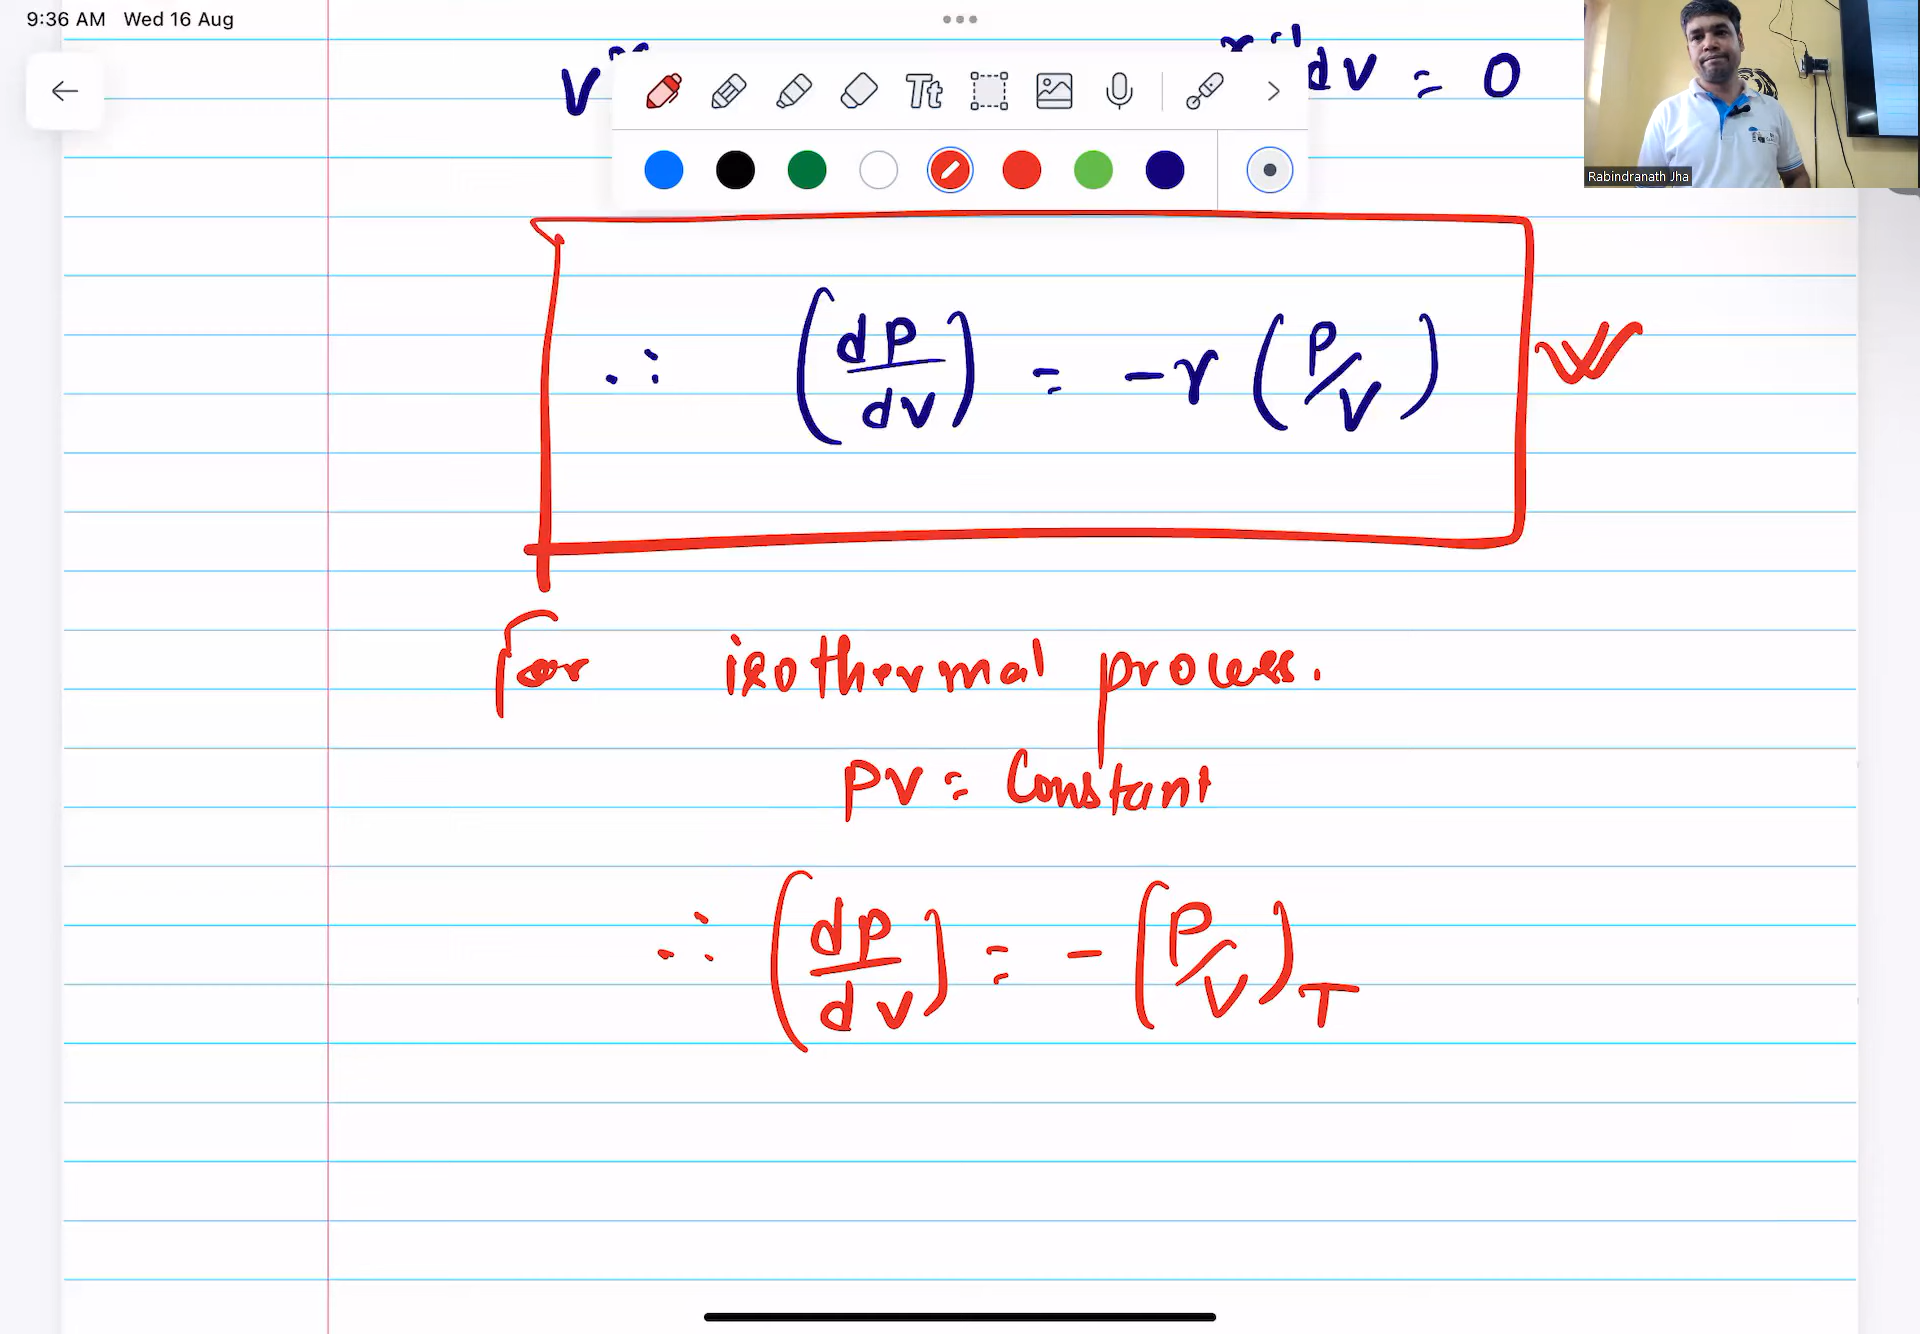 9:36 AM Wed 16 Aug
V dv = 0
Tt
Rabindranath Jha
∴ (dp/dv) = -γ (P/V)
For isothermal process.
PV = Constant
∴ (dp/dv) = - (P/V)T